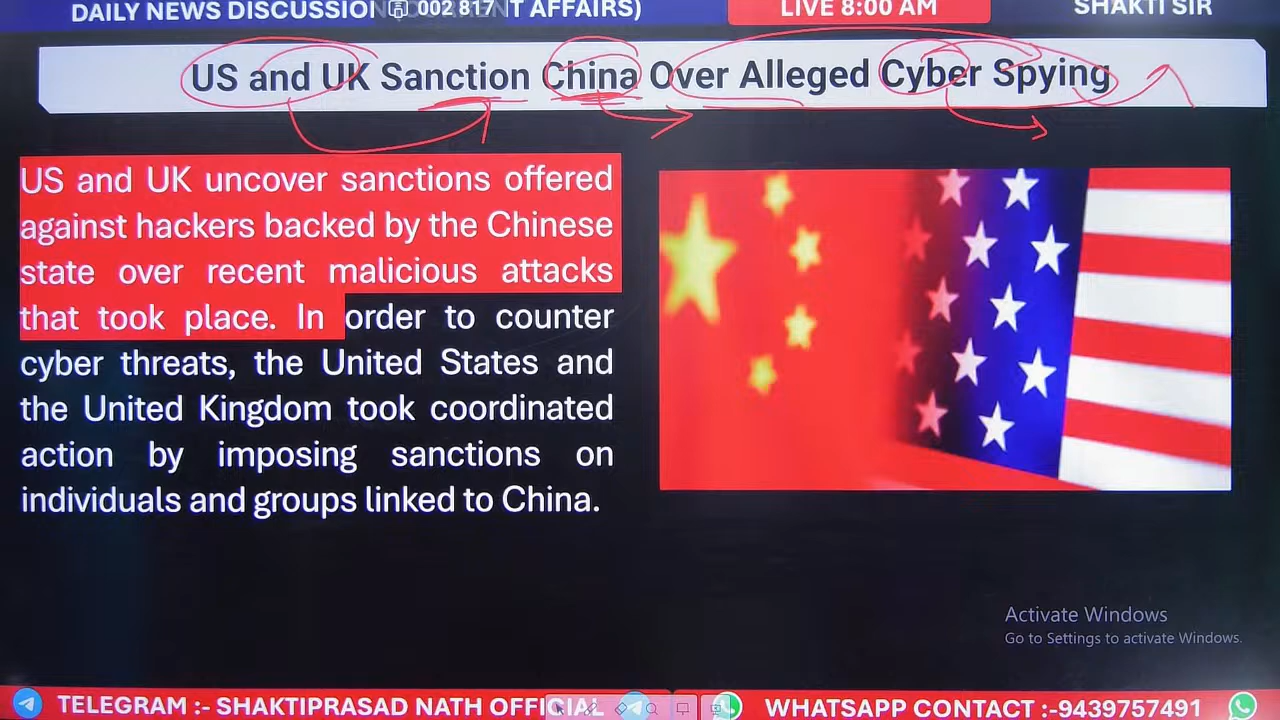 DAILY NEWS DISCUSSION 002 817 T AFFAIRS)
LIVE 8:00 AM
SHAKTI SIR
US and UK Sanction China Over Alleged Cyber Spying
US and UK uncover sanctions offered
against hackers backed by the Chinese
state over recent malicious attacks
that took place. In order to counter
cyber threats, the United States and
the United Kingdom took coordinated
action by imposing sanctions on
individuals and groups linked to China.
Activate Windows
Go to Settings to activate Windows.
TELEGRAM :- SHAKTIPRASAD NATH OFFICIAL
WHATSAPP CONTACT :-9439757491